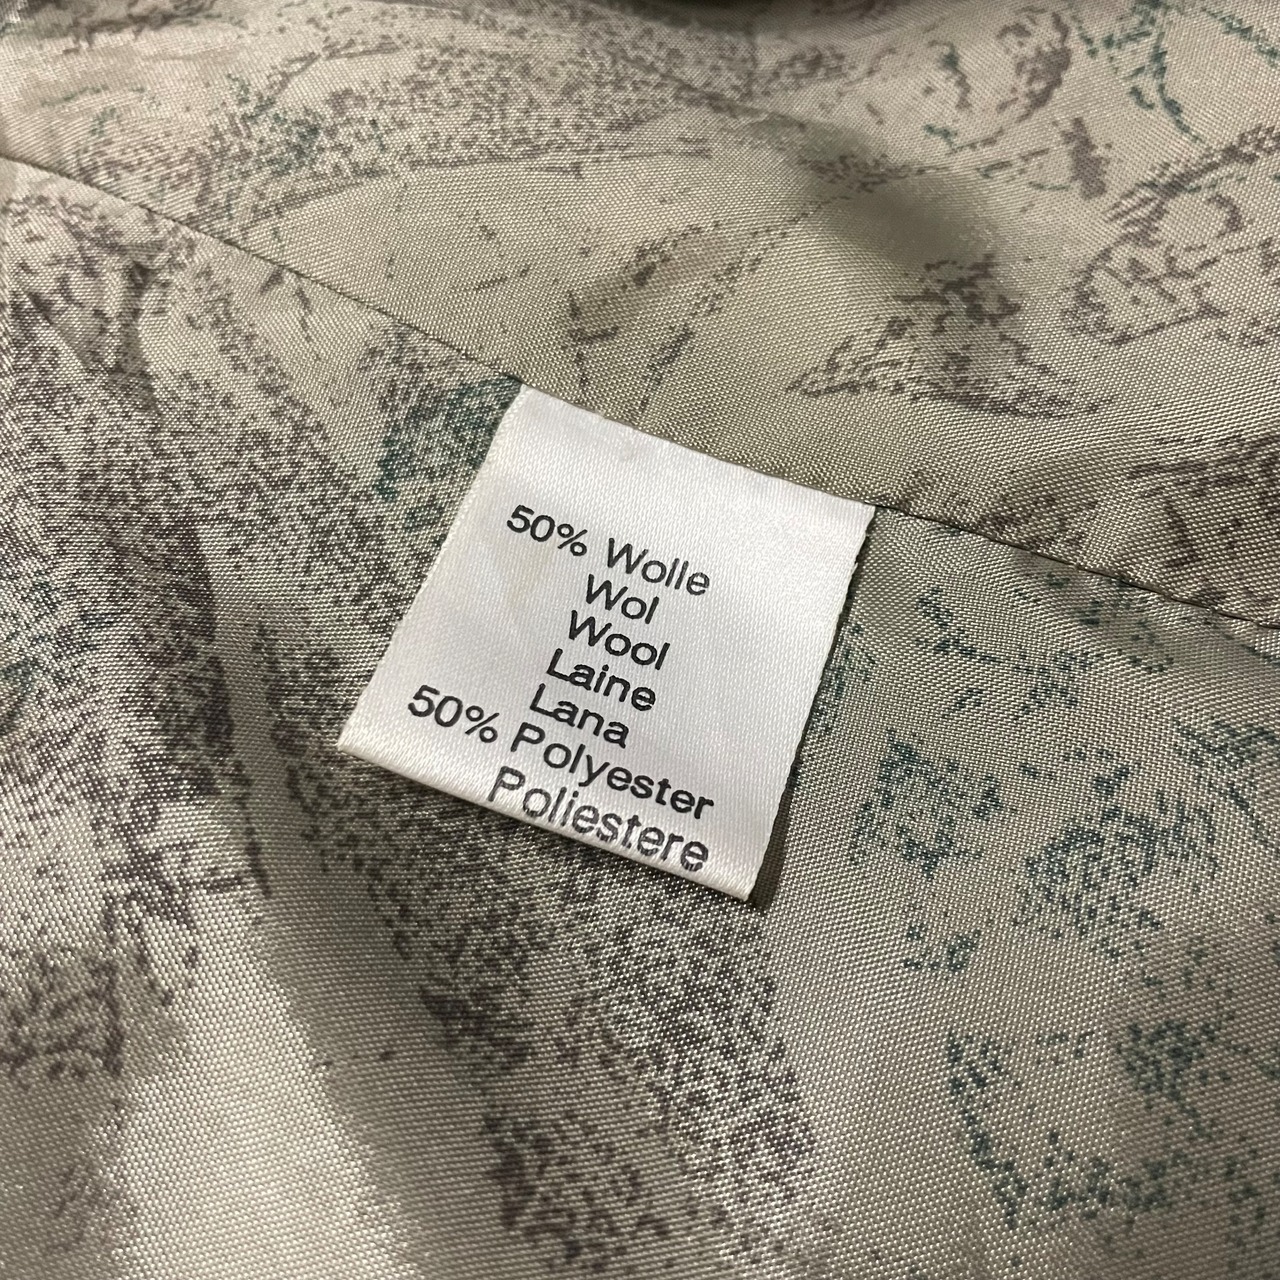 50% Wolle
Wol
Wool
Laine
Lana
50% Polyester
Poliestere